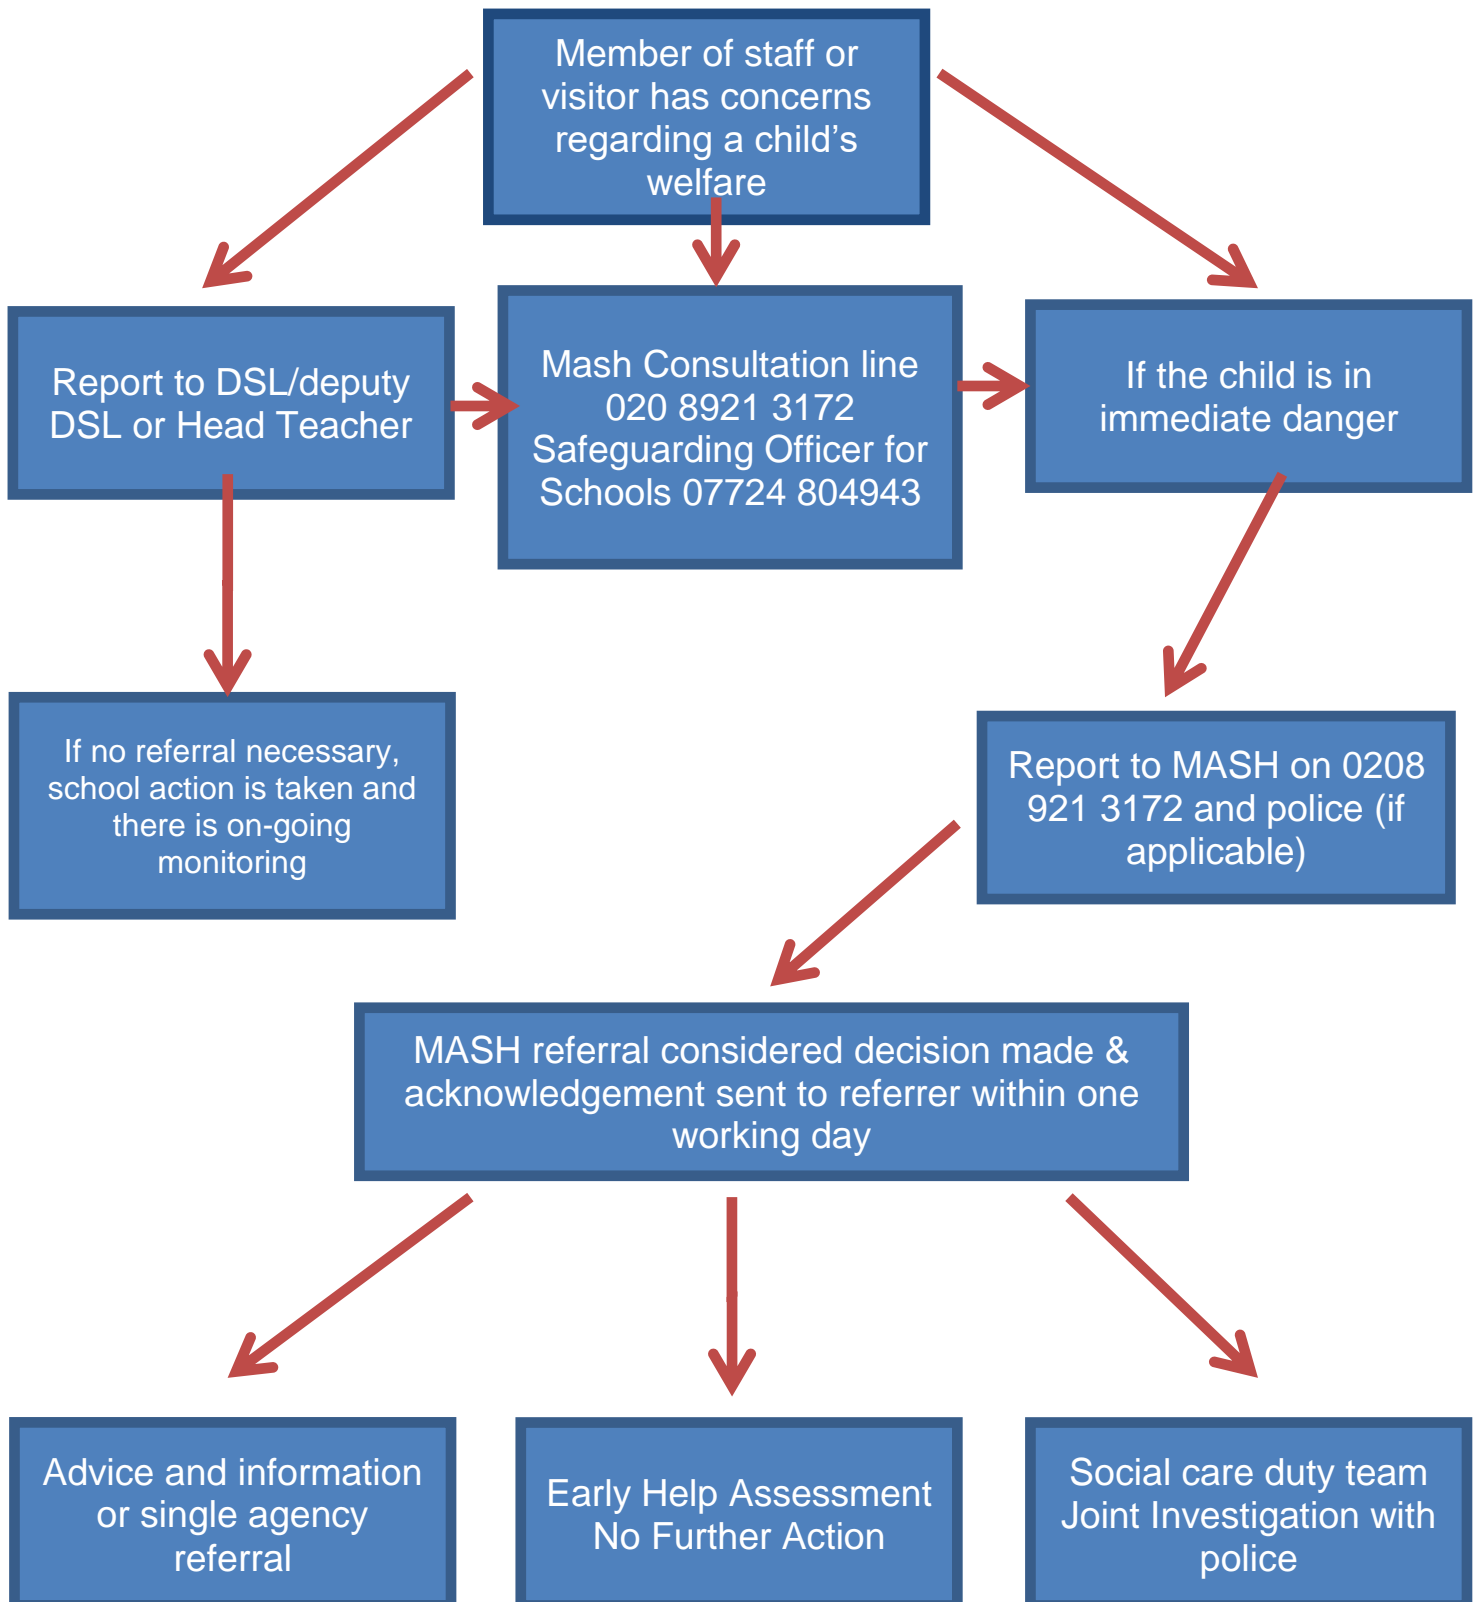 Member of staff or
visitor has concerns
regarding a child’s
welfare
Report to DSL/deputy
DSL or Head Teacher
Mash Consultation line
020 8921 3172
Safeguarding Officer for
Schools 07724 804943
If the child is in
immediate danger
If no referral necessary,
school action is taken and
there is on-going
monitoring
Report to MASH on 0208
921 3172 and police (if
applicable)
MASH referral considered decision made &
acknowledgement sent to referrer within one
working day
Advice and information
or single agency
referral
Early Help Assessment
No Further Action
Social care duty team
Joint Investigation with
police